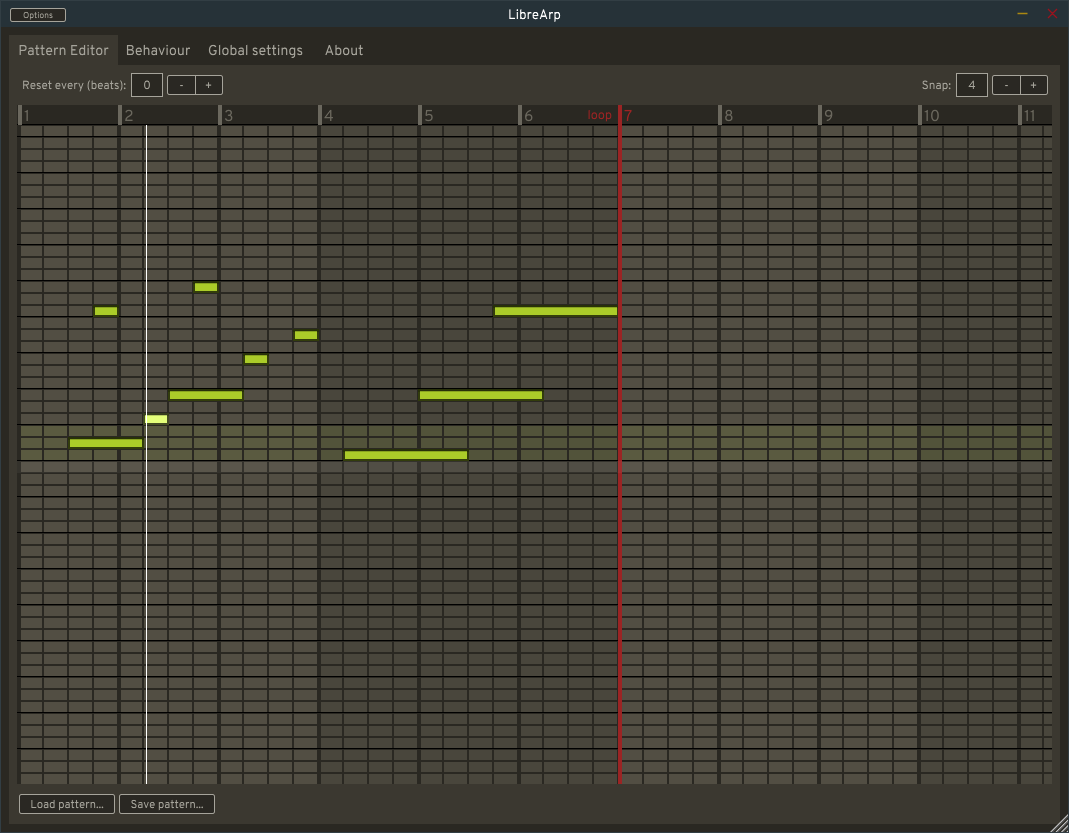 Options LibreArp
Pattern Editor Behaviour Global settings About
Reset every (beats): 0 - + Snap: 4 - +
1 2 3 4 5 6 loop 7 8 9 10 11
Load pattern... Save pattern...